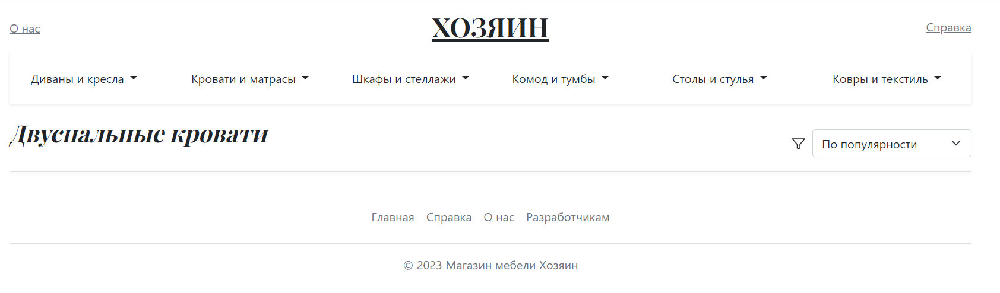 О нас ХОЗЯИН Справка
Диваны и кресла Кровати и матрасы Шкафы и стеллажи Комод и тумбы Столы и стулья Ковры и текстиль
Двуспальные кровати
По популярности
Главная Справка О нас Разработчикам
© 2023 Магазин мебели Хозяин